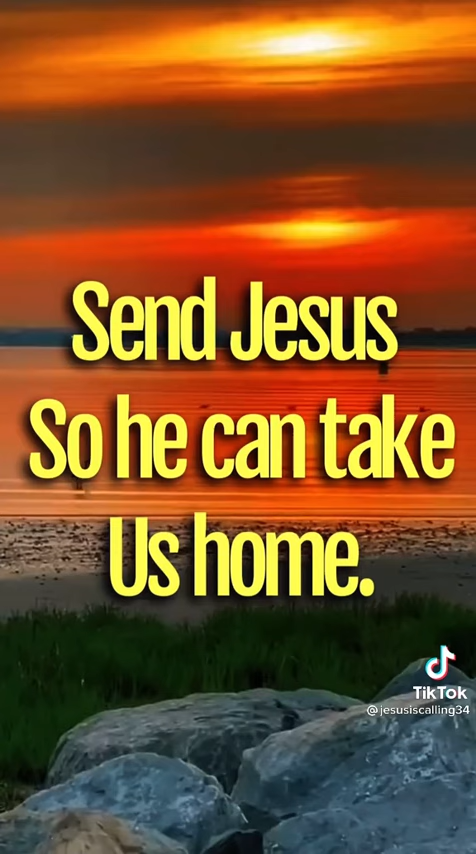 Send Jesus
So he can take
Us home.
TikTok
@jesusiscalling34